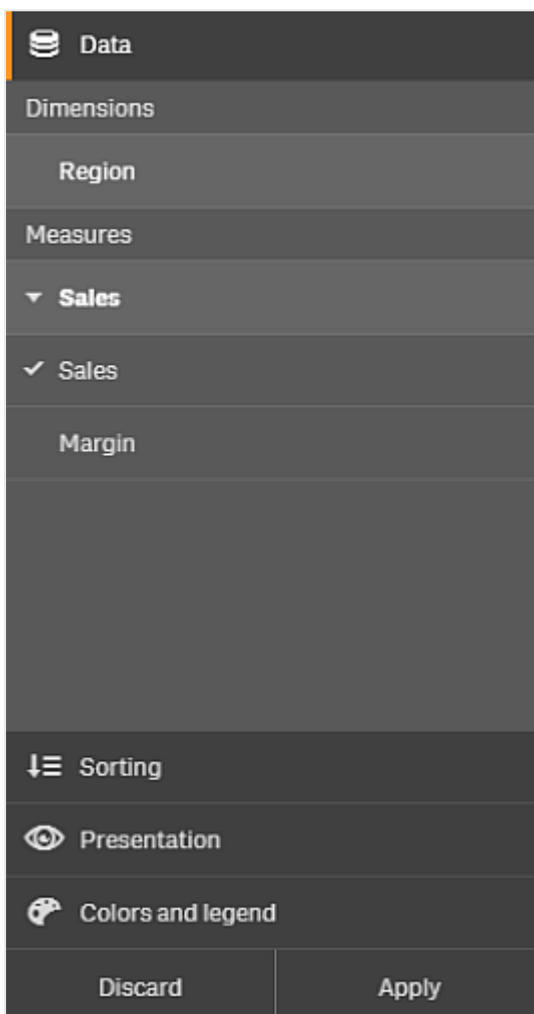 Data
Dimensions
Region
Measures
Sales
Sales
Margin
Sorting
Presentation
Colors and legend
Discard Apply